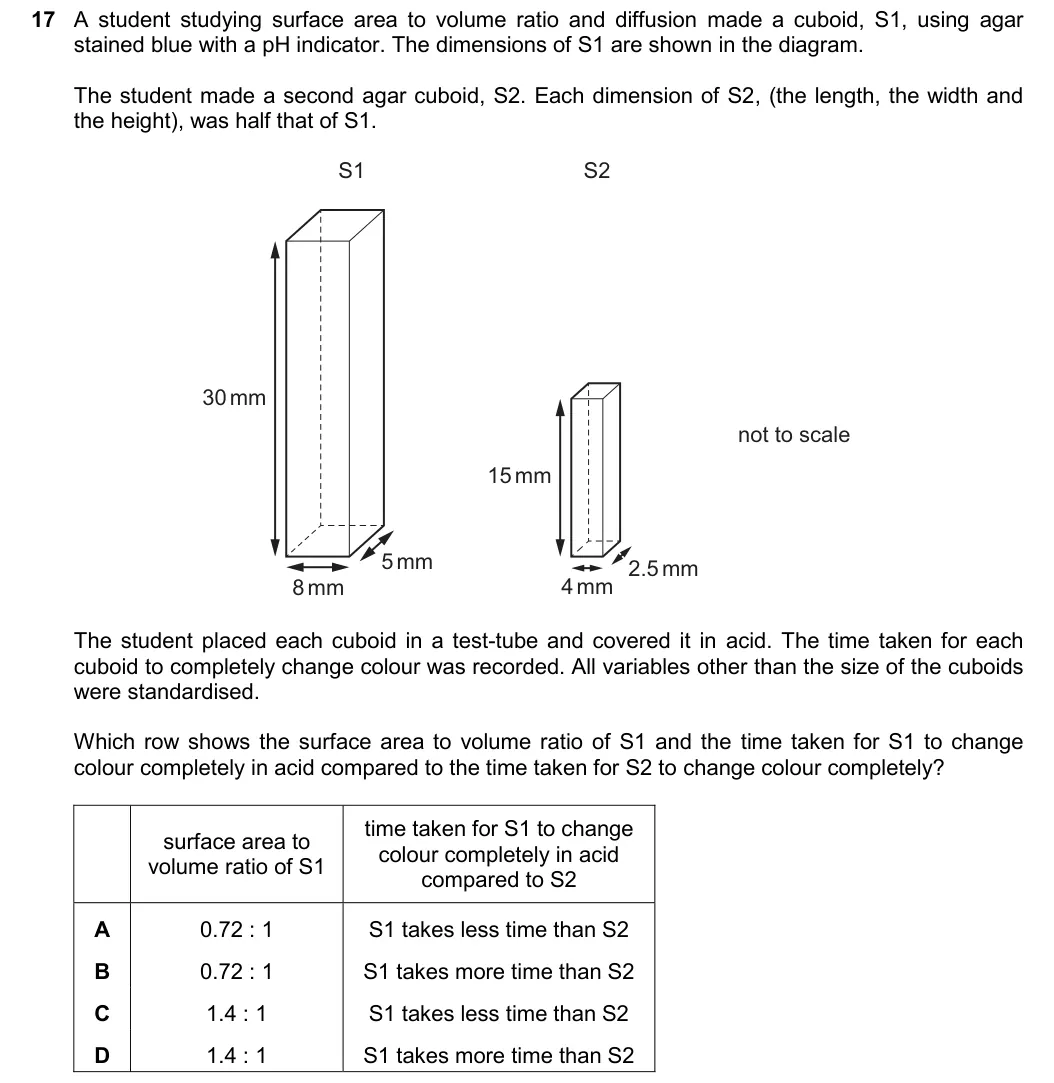 17 A student studying surface area to volume ratio and diffusion made a cuboid, S1, using agar
stained blue with a pH indicator. The dimensions of S1 are shown in the diagram.
The student made a second agar cuboid, S2. Each dimension of S2, (the length, the width and
the height), was half that of S1.
S1
S2
30 mm
5 mm
8 mm
15 mm
2.5 mm
4 mm
not to scale
The student placed each cuboid in a test-tube and covered it in acid. The time taken for each
cuboid to completely change colour was recorded. All variables other than the size of the cuboids
were standardised.
Which row shows the surface area to volume ratio of S1 and the time taken for S1 to change
colour completely in acid compared to the time taken for S2 to change colour completely?
surface area to
volume ratio of S1
time taken for S1 to change
colour completely in acid
compared to S2
A 0.72 : 1 S1 takes less time than S2
B 0.72 : 1 S1 takes more time than S2
C 1.4 : 1 S1 takes less time than S2
D 1.4 : 1 S1 takes more time than S2